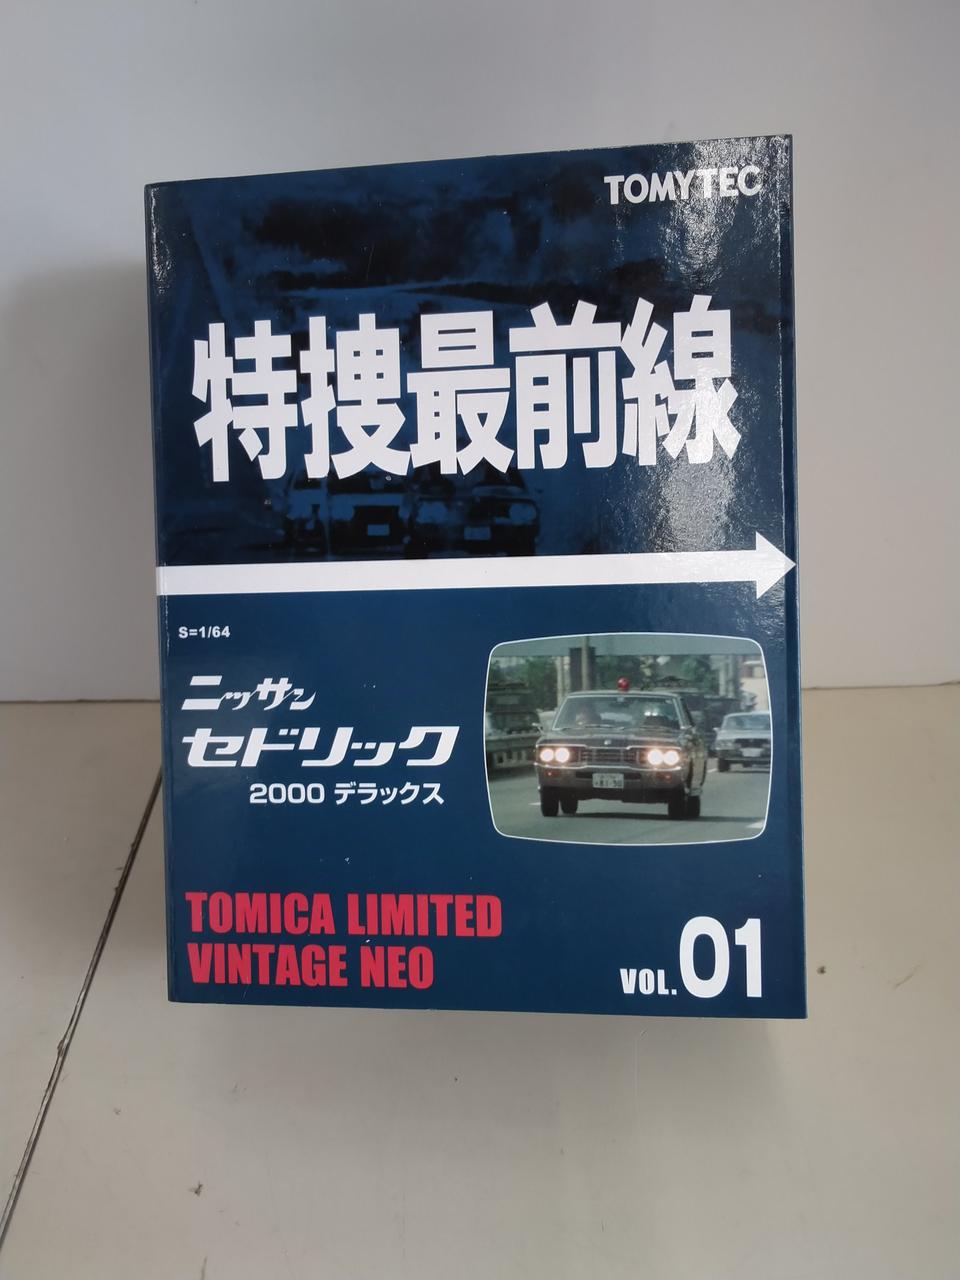 TOMYTEC
特捜最前線
S=1/64
ニッサン
セドリック
2000 デラックス
TOMICA LIMITED
VINTAGE NEO
VOL.01